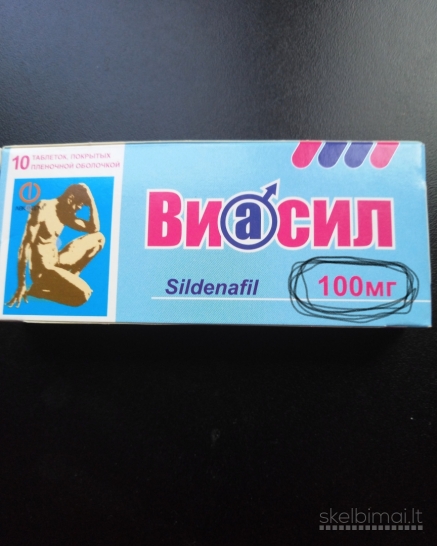 10 ТАБЛЕТОК, ПОКРЫТЫХ
ПЛЕНОЧНОЙ ОБОЛОЧКОЙ
Виасил
Sildenafil
100мг
skelbimai.lt